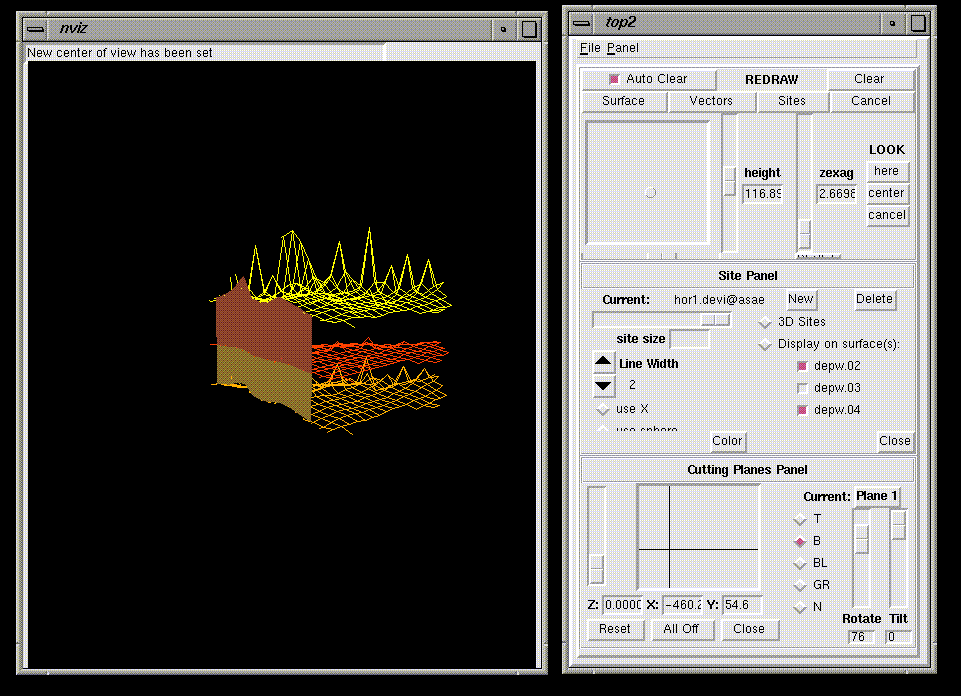 nviz
New center of view has been set
top2
File Panel
Auto Clear REDRAW Clear
Surface Vectors Sites Cancel
LOOK
height zexag here
116.89 2.6698 center
cancel
Site Panel
Current: hor1.devi@asae New Delete
3D Sites
site size Display on surface(s):
Line Width depw.02
2 depw.03
use X depw.04
use sphere
Color Close
Cutting Planes Panel
Current: Plane 1
T
B
BL
GR
Z: 0.000 X: -460.2 Y: 54.6 N
Rotate Tilt
Reset All Off Close 76 0